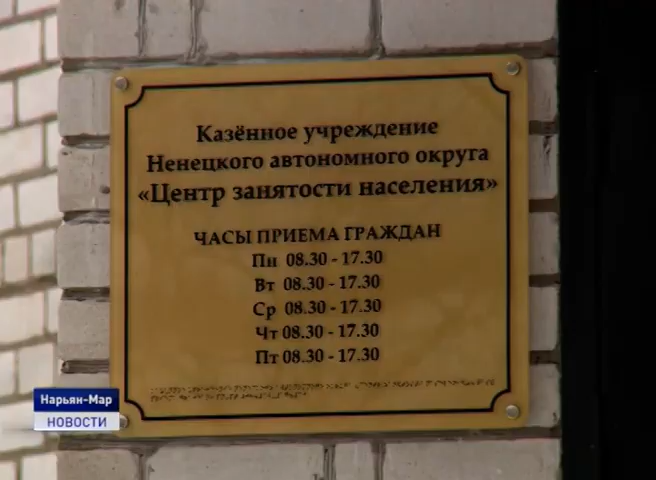 Казённое учреждение
Ненецкого автономного округа
«Центр занятости населения»
ЧАСЫ ПРИЕМА ГРАЖДАН
Пн 08.30 - 17.30
Вт 08.30 - 17.30
Ср 08.30 - 17.30
Чт 08.30 - 17.30
Пт 08.30 - 17.30
Нарьян-Мар
НОВОСТИ